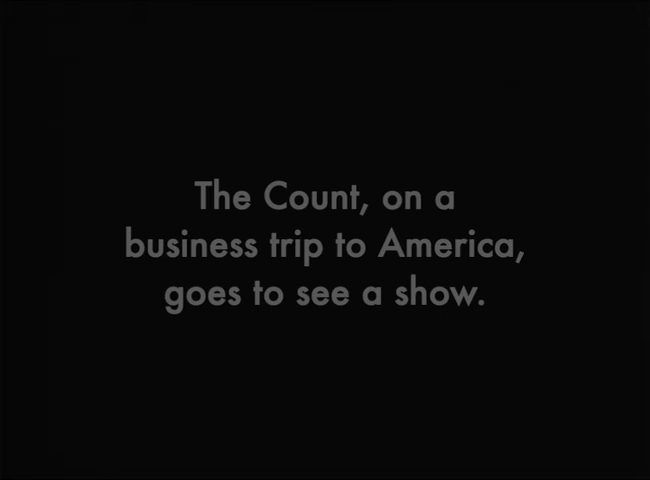 The Count, on a
business trip to America,
goes to see a show.